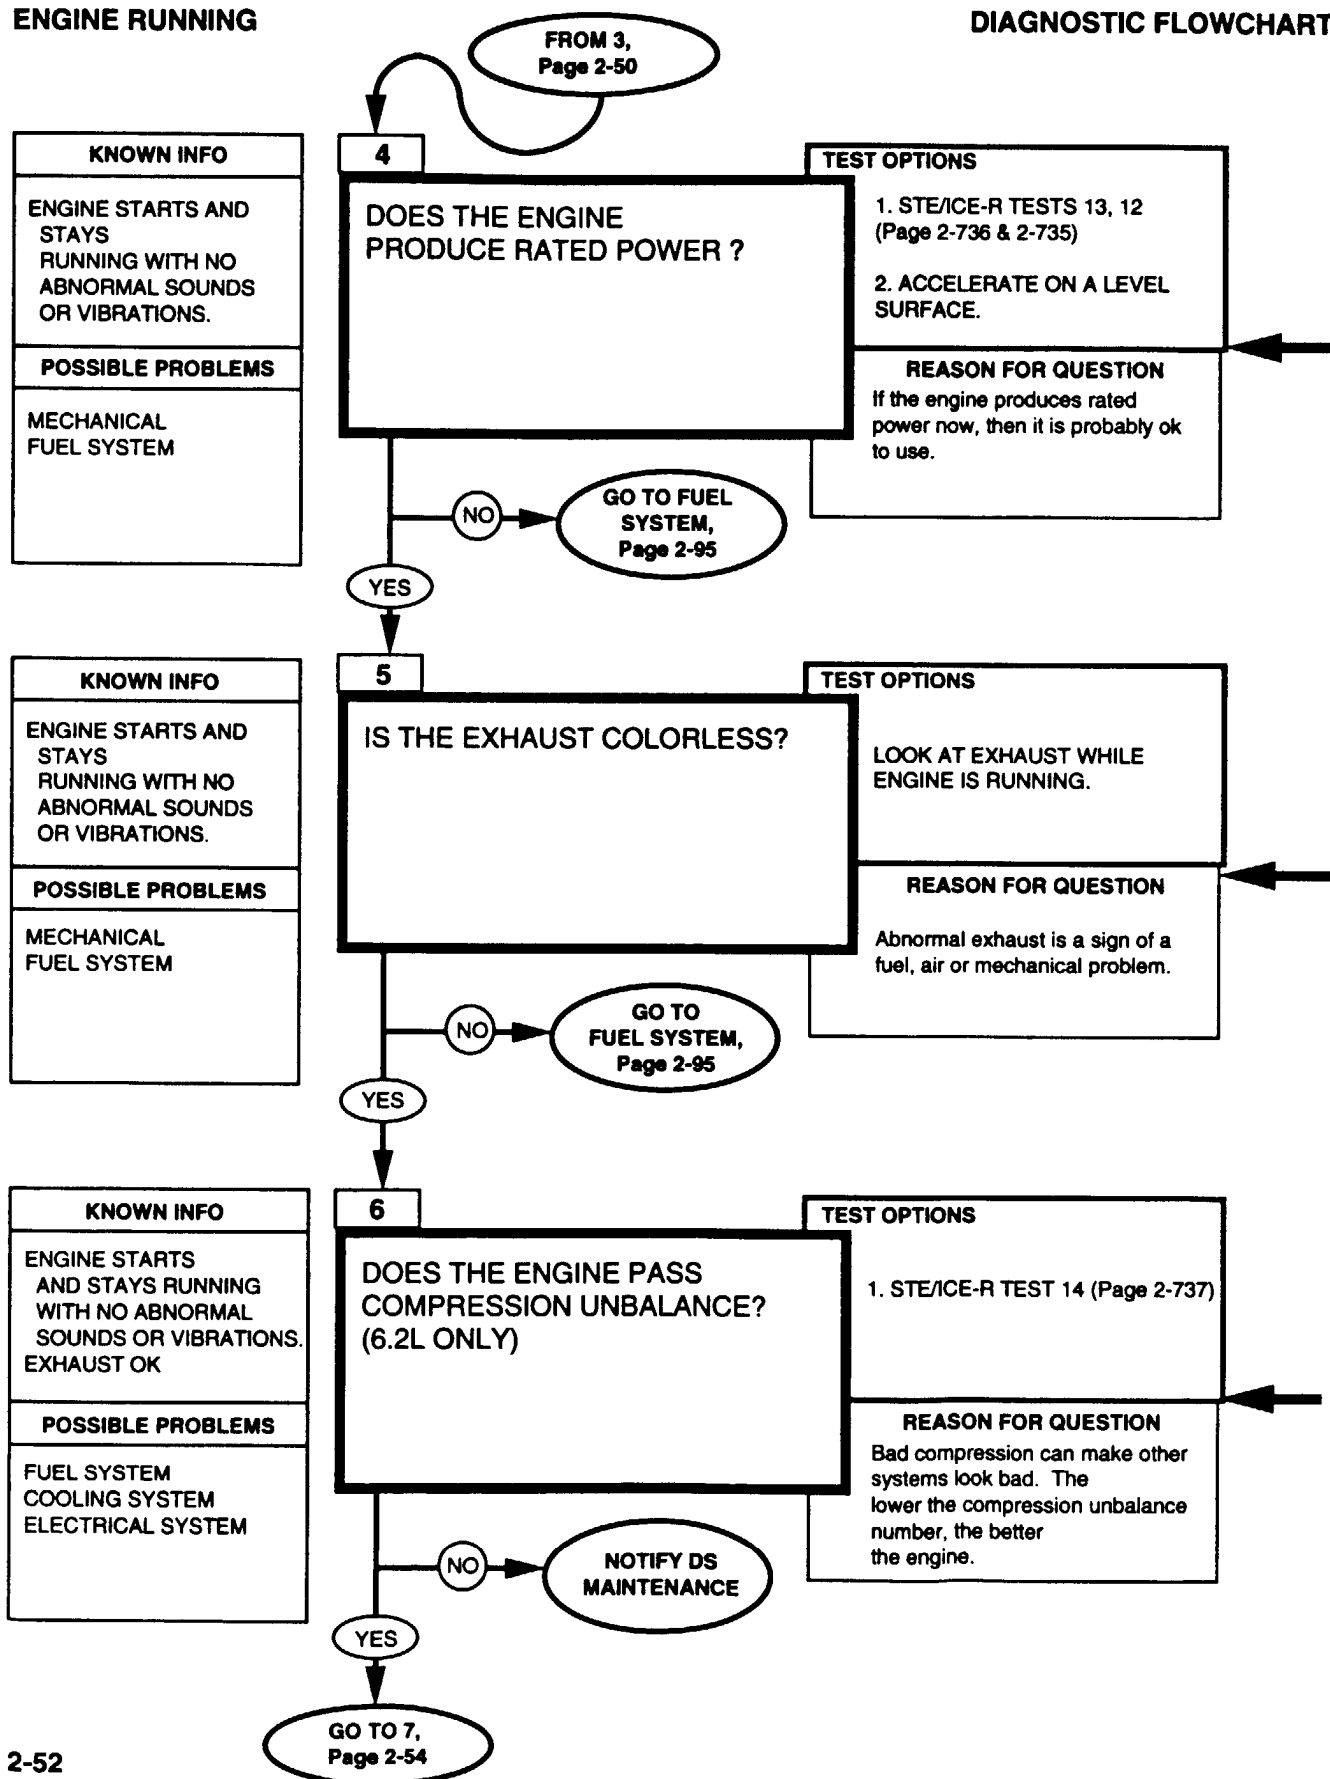 ENGINE RUNNING
DIAGNOSTIC FLOWCHART
FROM 3,
Page 2-50
KNOWN INFO
ENGINE STARTS AND
STAYS
RUNNING WITH NO
ABNORMAL SOUNDS
OR VIBRATIONS.
POSSIBLE PROBLEMS
MECHANICAL
FUEL SYSTEM
4
DOES THE ENGINE
PRODUCE RATED POWER ?
TEST OPTIONS
1. STE/ICE-R TESTS 13, 12
(Page 2-736 & 2-735)
2. ACCELERATE ON A LEVEL
SURFACE.
REASON FOR QUESTION
If the engine produces rated
power now, then it is probably ok
to use.
NO
GO TO FUEL
SYSTEM,
Page 2-95
YES
KNOWN INFO
ENGINE STARTS AND
STAYS
RUNNING WITH NO
ABNORMAL SOUNDS
OR VIBRATIONS.
POSSIBLE PROBLEMS
MECHANICAL
FUEL SYSTEM
5
IS THE EXHAUST COLORLESS?
TEST OPTIONS
LOOK AT EXHAUST WHILE
ENGINE IS RUNNING.
REASON FOR QUESTION
Abnormal exhaust is a sign of a
fuel, air or mechanical problem.
NO
GO TO
FUEL SYSTEM,
Page 2-95
YES
KNOWN INFO
ENGINE STARTS
AND STAYS RUNNING
WITH NO ABNORMAL
SOUNDS OR VIBRATIONS.
EXHAUST OK
POSSIBLE PROBLEMS
FUEL SYSTEM
COOLING SYSTEM
ELECTRICAL SYSTEM
6
DOES THE ENGINE PASS
COMPRESSION UNBALANCE?
(6.2L ONLY)
TEST OPTIONS
1. STE/ICE-R TEST 14 (Page 2-737)
REASON FOR QUESTION
Bad compression can make other
systems look bad. The
lower the compression unbalance
number, the better
the engine.
NO
NOTIFY DS
MAINTENANCE
YES
GO TO 7,
Page 2-54
2-52